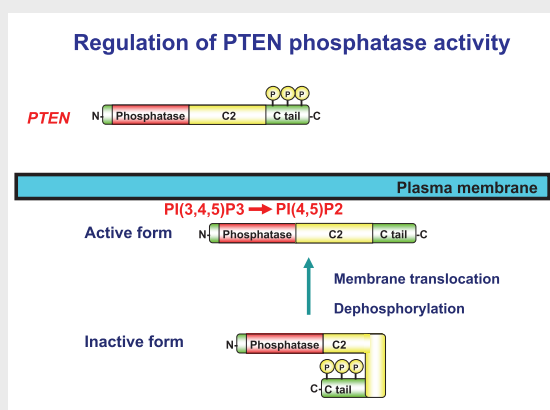 Regulation of PTEN phosphatase activity
P P P
PTEN N- Phosphatase C2 C tail -C
Plasma membrane
PI(3,4,5)P3 PI(4,5)P2
Active form N- Phosphatase C2 C tail -C
Membrane translocation
Dephosphorylation
Inactive form N- Phosphatase C2
P P P
C- C tail